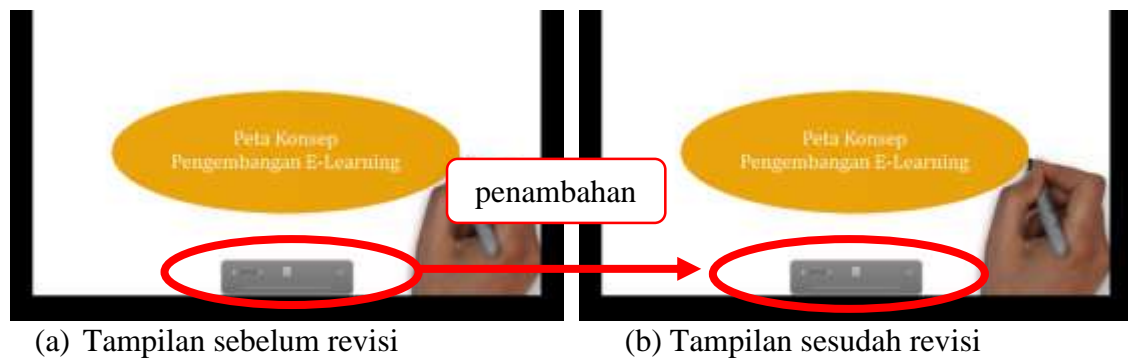 Peta Konsep
Pengembangan E-Learning
Peta Konsep
Pengembangan E-Learning
penambahan
(a) Tampilan sebelum revisi
(b) Tampilan sesudah revisi